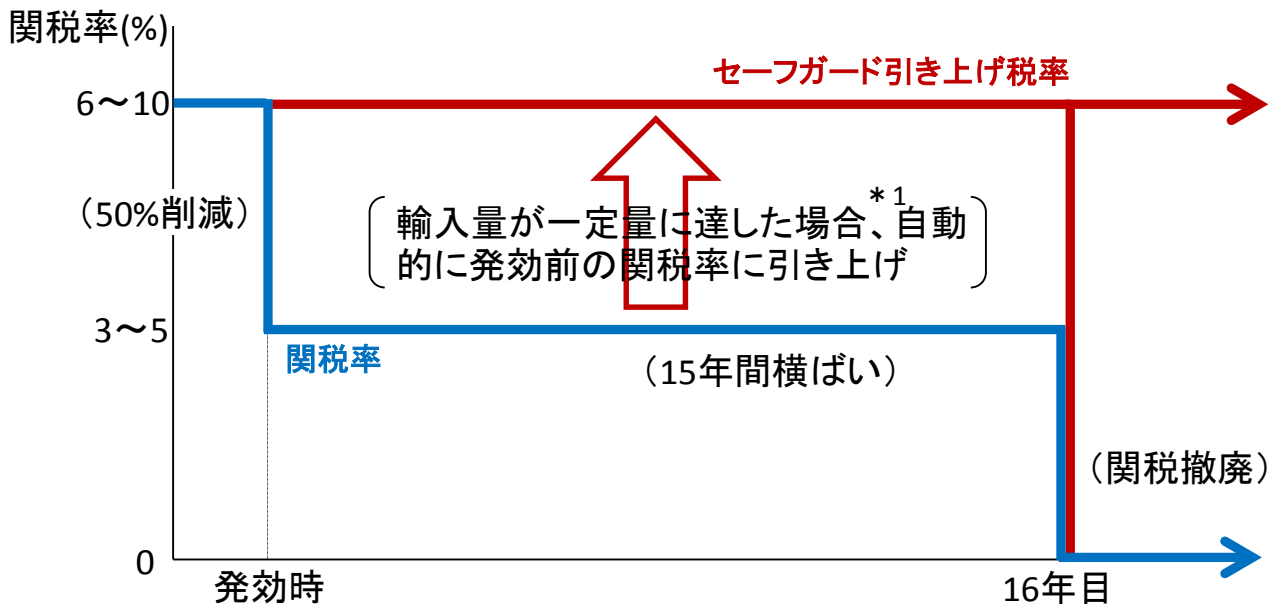 関税率(%)
セーフガード引き上げ税率
6～10
（50%削減）
輸入量が一定量に達した場合*1、自動
的に発効前の関税率に引き上げ
3～5
関税率
（15年間横ばい）
（関税撤廃）
0
発効時
16年目